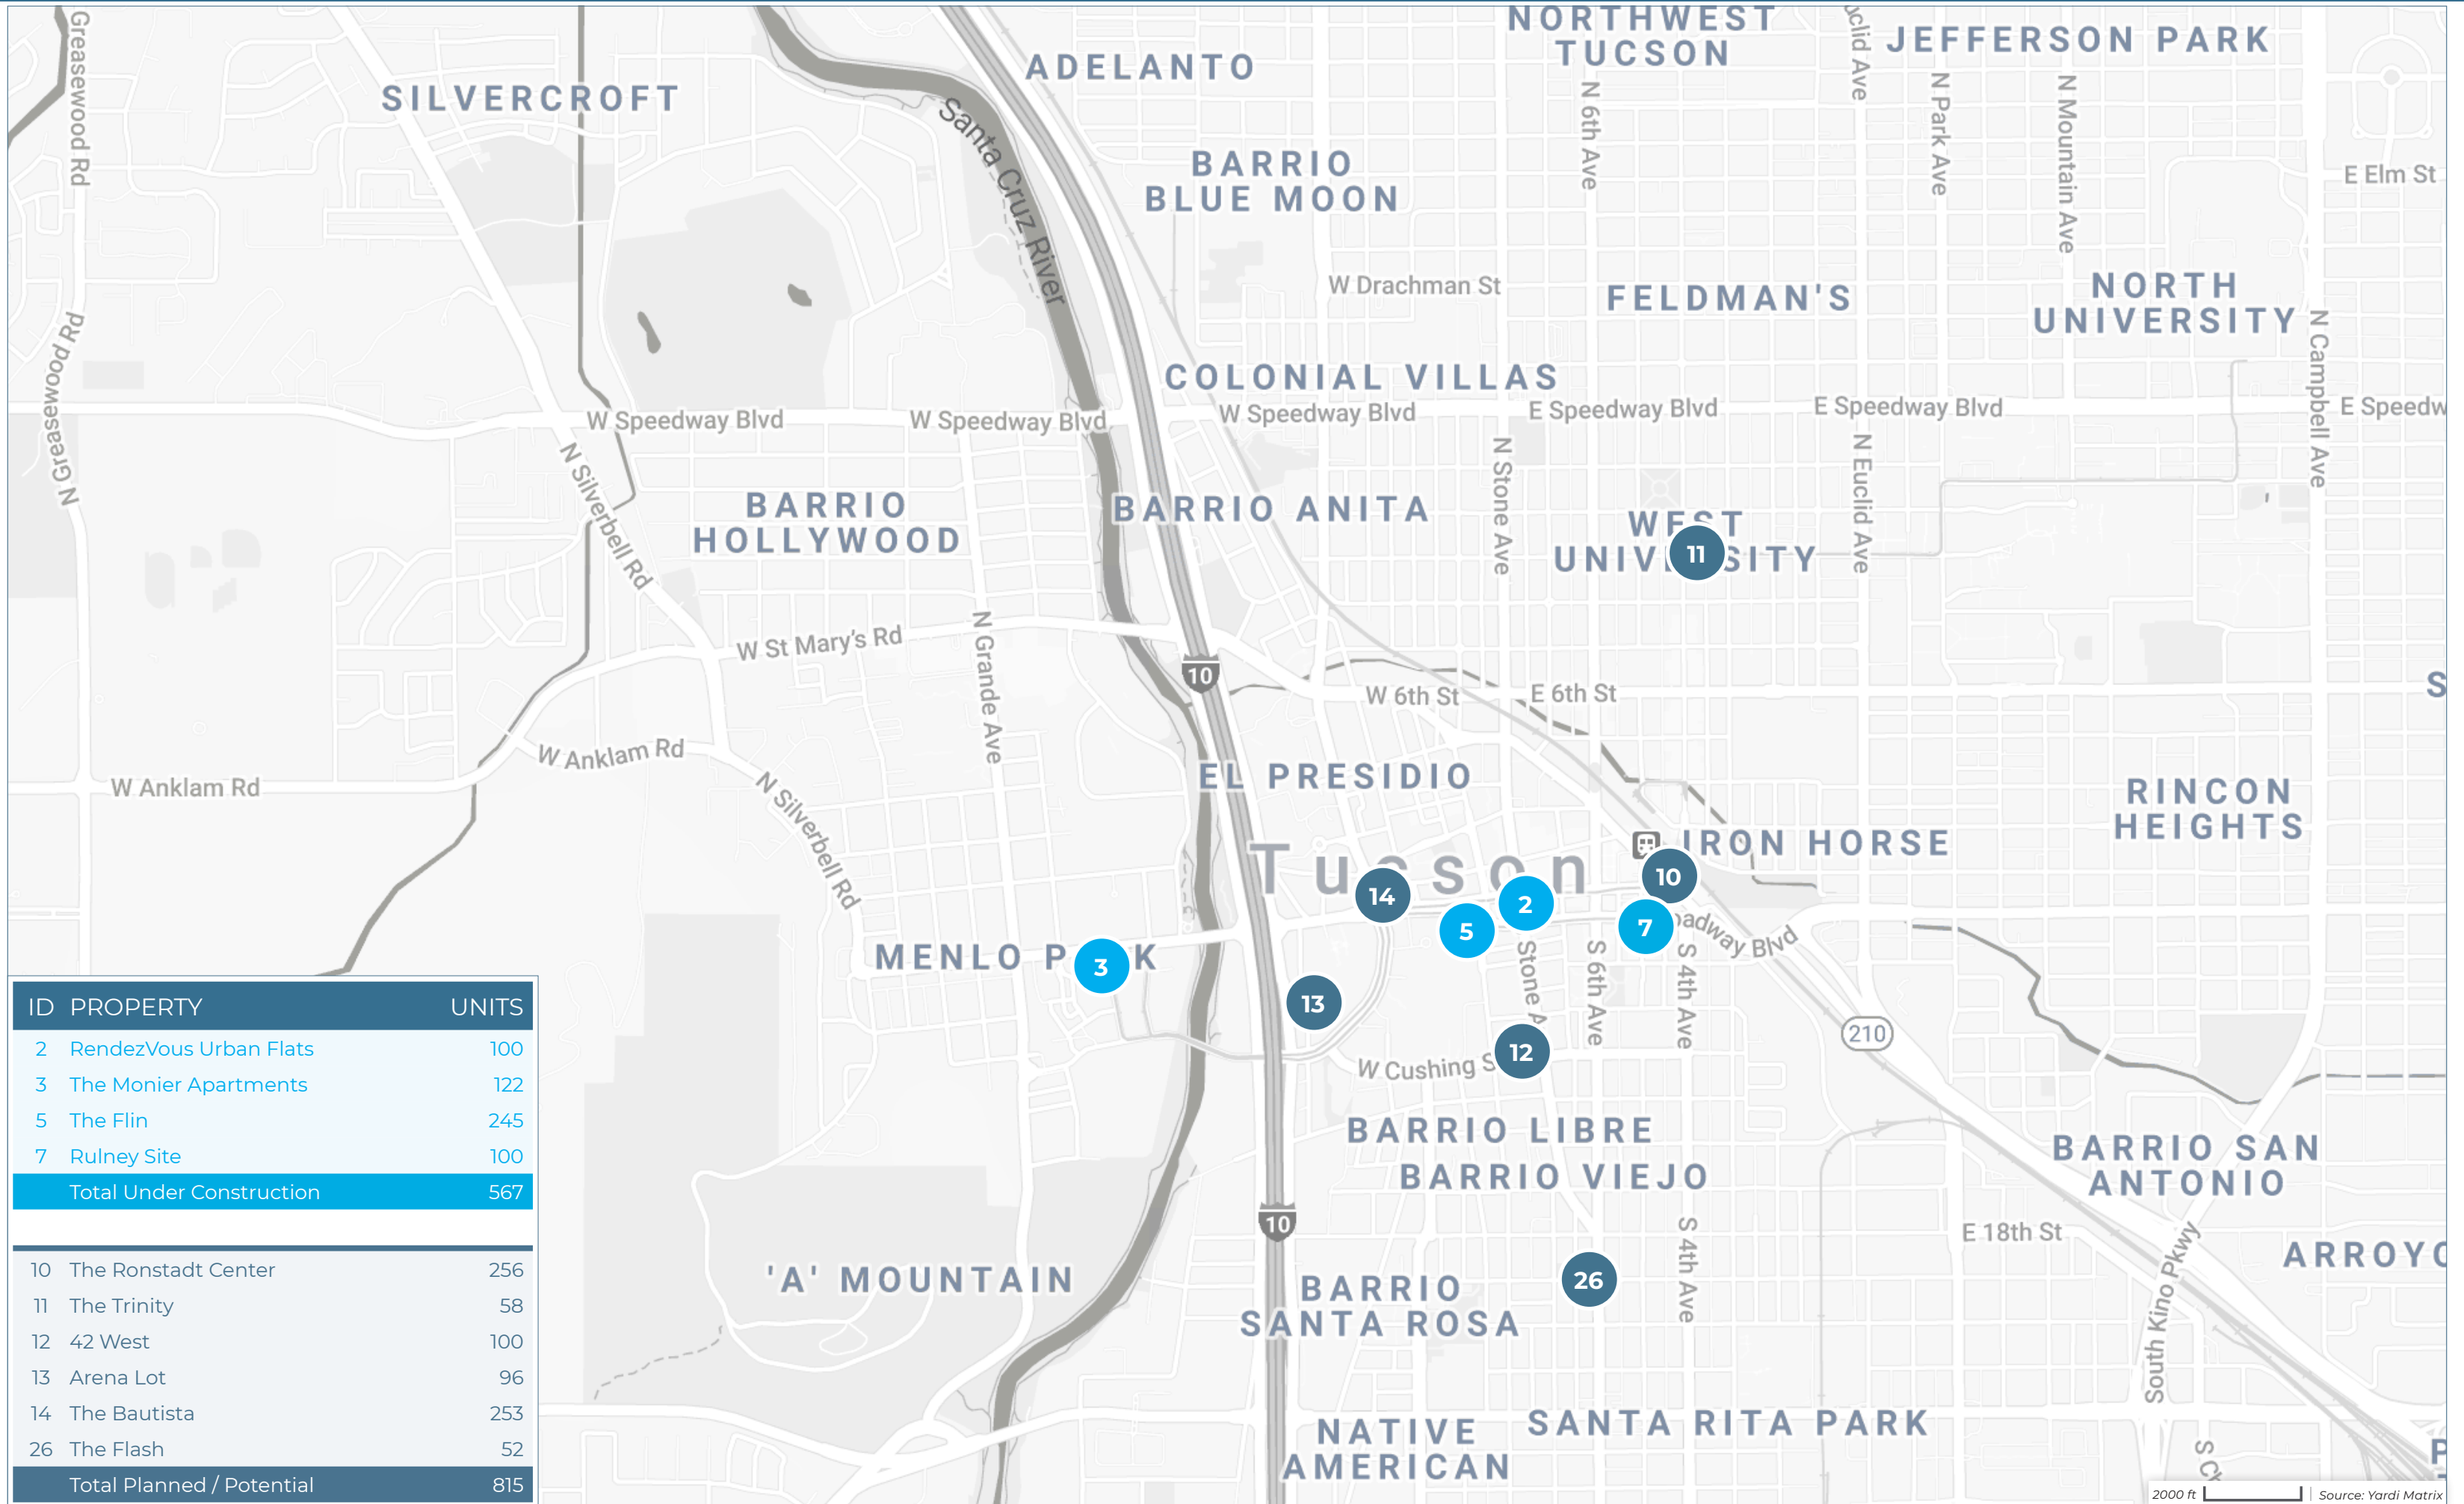 NORTHWEST
TUCSON
JEFFERSON PARK
ADELANTO
SILVERCROFT
Greasewood Rd
N 6th Ave
N Park Ave
N Mountain Ave
Santa Cruz River
BARRIO
BLUE MOON
E Elm St
W Drachman St
FELDMAN'S
NORTH
UNIVERSITY
N Greasewood Rd
N Campbell Ave
COLONIAL VILLAS
W Speedway Blvd
W Speedway Blvd
W Speedway Blvd
E Speedway Blvd
E Speedway Blvd
E Speedw
N Silverbell Rd
N Stone Ave
N Euclid Ave
BARRIO
HOLLYWOOD
BARRIO ANITA
WEST
UNIV SITY
11
W St Mary's Rd
N Grande Ave
10
W 6th St
E 6th St
W Anklam Rd
W Anklam Rd
N Silverbell Rd
EL PRESIDIO
RINCON
HEIGHTS
IRON HORSE
Tucson
14
2
10
5
7
oadway Blvd
MENLO P K
3
13
Stone A
S 6th Ave
S 4th Ave
210
12
W Cushing S
BARRIO LIBRE
BARRIO VIEJO
BARRIO SAN
ANTONIO
10
E 18th St
S 4th Ave
South Kino Pkwy
ARROYO
'A' MOUNTAIN
26
BARRIO
SANTA ROSA
NATIVE
AMERICAN
SANTA RITA PARK
ID PROPERTY UNITS
2 RendezVous Urban Flats 100
3 The Monier Apartments 122
5 The Flin 245
7 Rulney Site 100
Total Under Construction 567
10 The Ronstadt Center 256
11 The Trinity 58
12 42 West 100
13 Arena Lot 96
14 The Bautista 253
26 The Flash 52
Total Planned / Potential 815
2000 ft
Source: Yardi Matrix